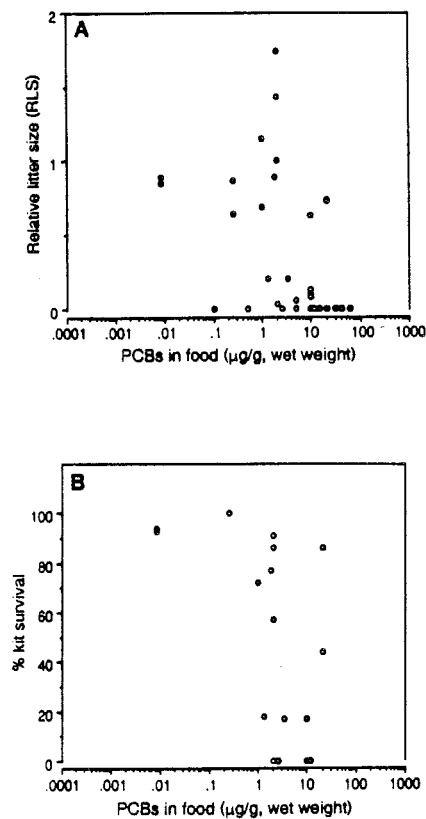 2
A
1
0
Relative litter size (RLS)
.0001 .001 .01 .1 1 10 100 1000
PCBs in food (µg/g, wet weight)
B
100
80
60
40
20
0
% kit survival
.0001 .001 .01 .1 1 10 100 1000
PCBs in food (µg/g, wet weight)